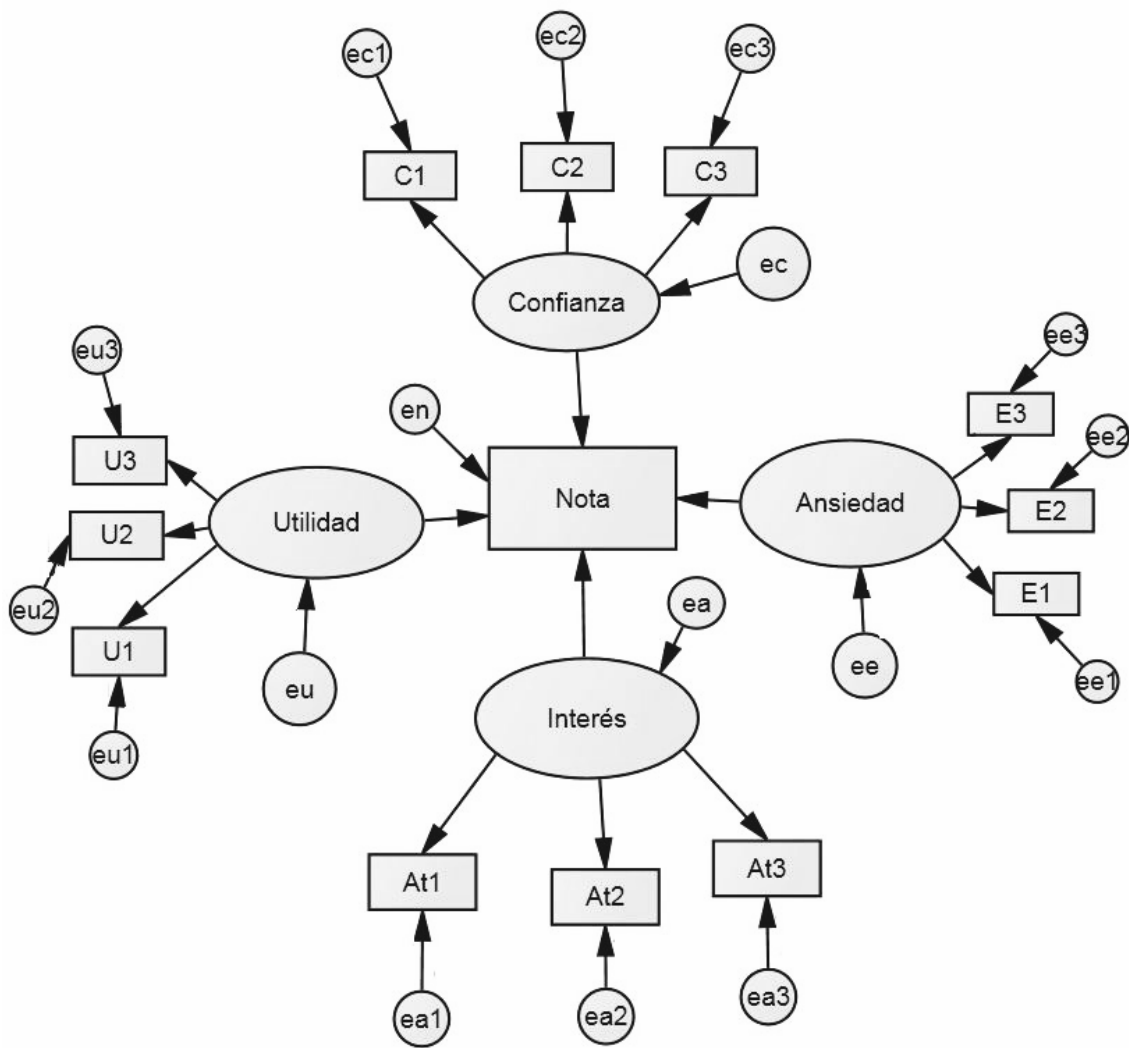 ec1
ec2
ec3
C1
C2
C3
ec
Confianza
eu3
en
ee3
U3
E3
ee2
Utilidad
Nota
Ansiedad
U2
E2
eu2
ea
E1
U1
eu
ee
ee1
eu1
Interés
At1
At2
At3
ea1
ea2
ea3